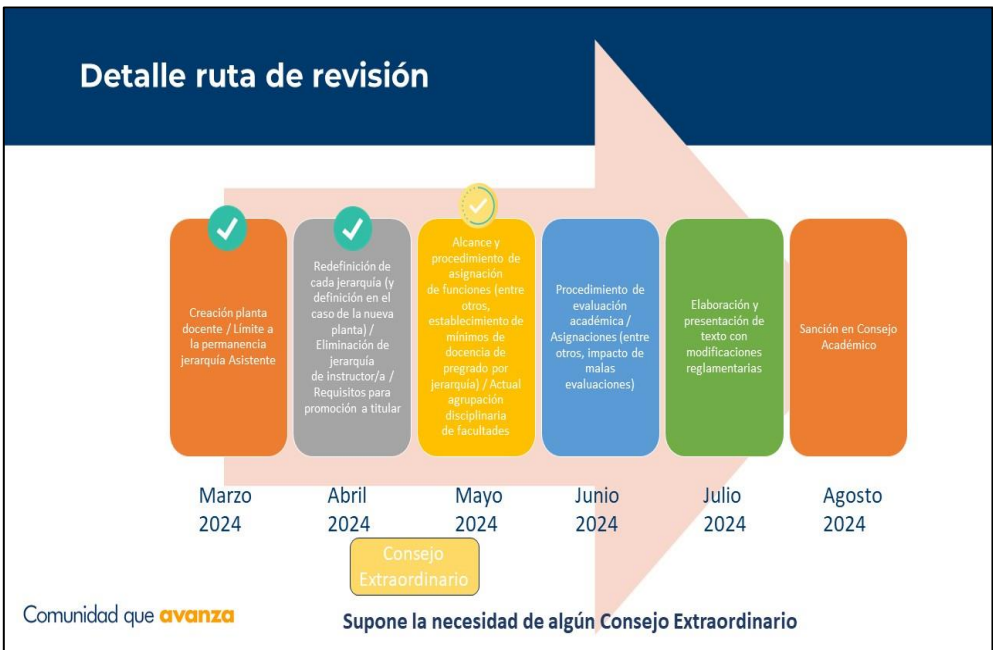 Detalle ruta de revisión
Creación planta
docente / Límite a
la permanencia
jerarquía Asistente
Redefinición de
cada jerarquía (y
definición en el
caso de la nueva
planta) /
Eliminación de
jerarquía
de instructor/a /
Requisitos para
promoción a titular
Alcance y
procedimiento de
asignación
de funciones (entre
otros,
establecimiento de
mínimos de
docencia de
pregrado por
jerarquía) / Actual
agrupación
disciplinaria
de facultades
Procedimiento de
evaluación
académica /
Asignaciones (entre
otros, impacto de
malas
evaluaciones)
Elaboración y
presentación de
texto con
modificaciones
reglamentarias
Sanción en Consejo
Académico
Marzo
2024
Abril
2024
Mayo
2024
Junio
2024
Julio
2024
Agosto
2024
Consejo
Extraordinario
Comunidad que avanza
Supone la necesidad de algún Consejo Extraordinario